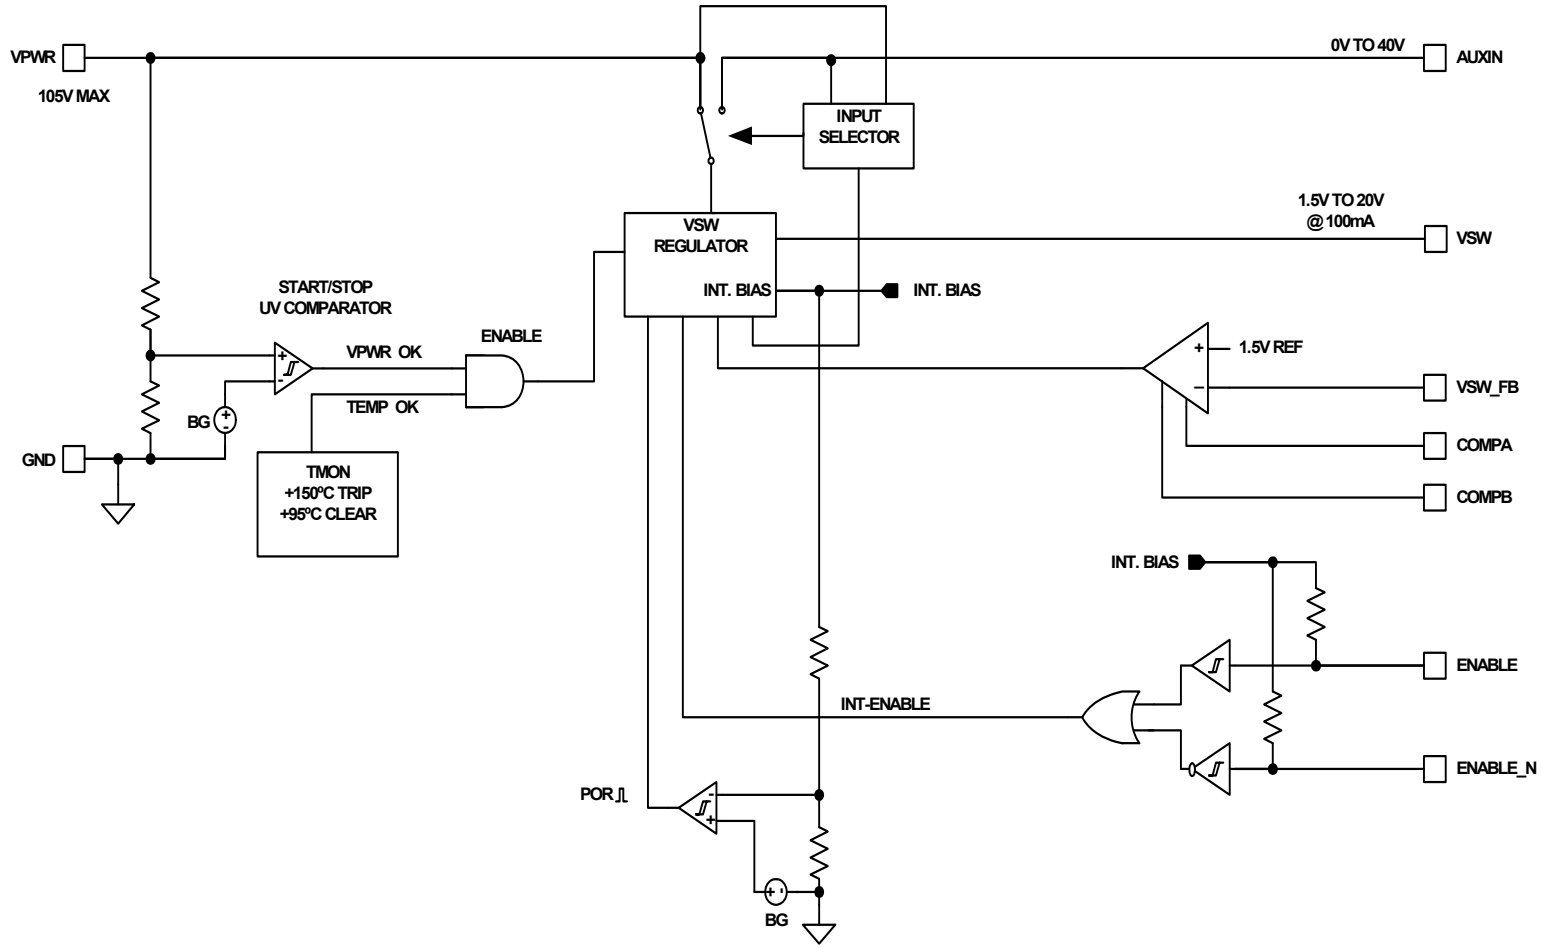 0V TO 40V
VPWR
AUXIN
105V MAX
INPUT
SELECTOR
1.5V TO 20V
@ 100mA
VSW
REGULATOR
VSW
INT. BIAS
INT. BIAS
START/STOP
UV COMPARATOR
ENABLE
VPWR OK
+
-
TEMP OK
BG
+
-
GND
TMON
+150ºC TRIP
+95ºC CLEAR
+
1.5V REF
–
VSW_FB
COMPA
COMPB
INT. BIAS
ENABLE
INT-ENABLE
ENABLE_N
POR
-
+
+ -
BG